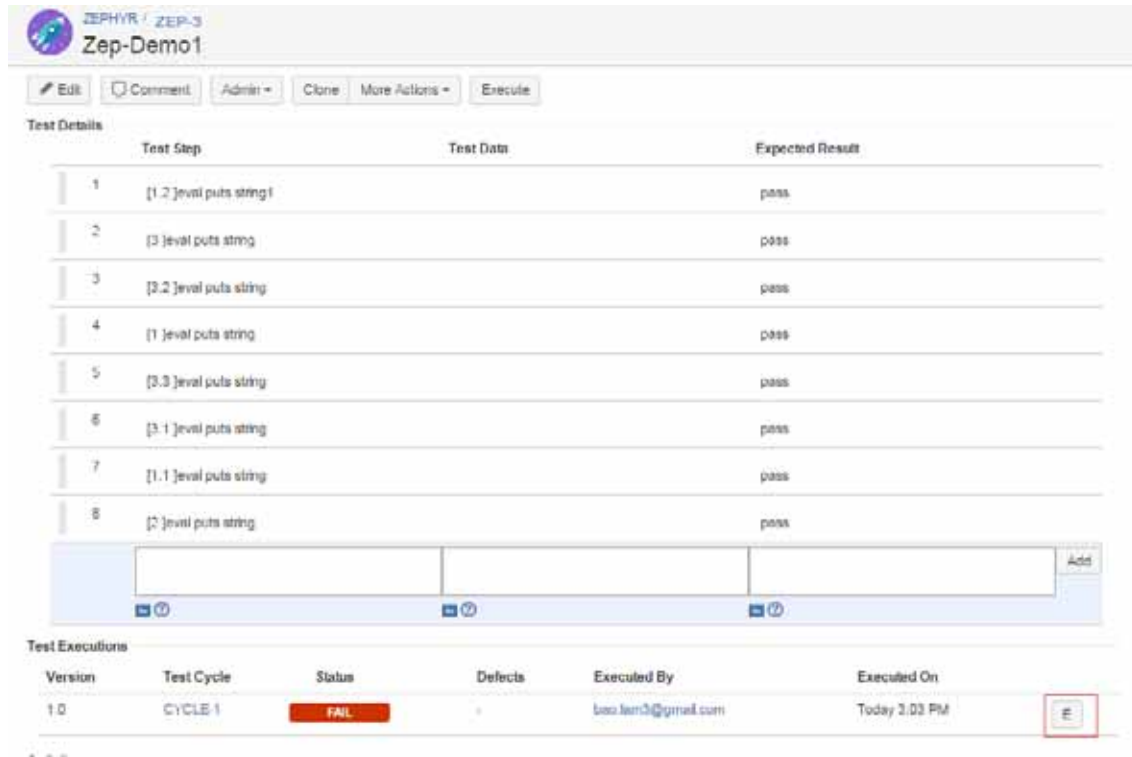 ZEPHYR / ZEP-3
Zep-Demo1
Edit Comment Admin Clone More Actions Execute
Test Details
Test Step Test Data Expected Result
1 [1.2 ]eval puts string1 pass
2 [3 ]eval puts string pass
3 [3.2 ]eval puts string pass
4 [1 ]eval puts string pass
5 [3.3 ]eval puts string pass
6 [3.1 ]eval puts string pass
7 [1.1 ]eval puts string pass
8 [2 ]eval puts string pass
Add
Test Executions
Version Test Cycle Status Defects Executed By Executed On
1.0 CYCLE-1 FAIL - bao.lam3@gmail.com Today 3:03 PM E